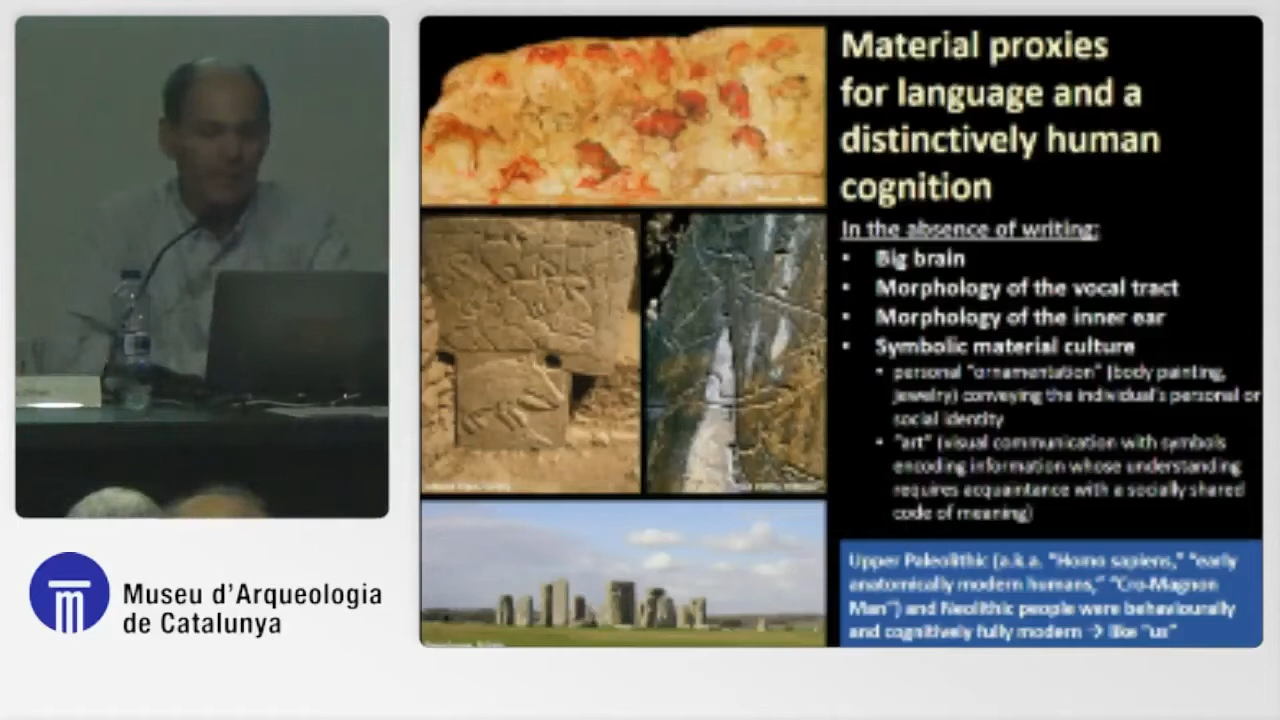 Material proxies
for language and a
distinctively human
cognition
In the absence of writing:
• Big brain
• Morphology of the vocal tract
• Morphology of the inner ear
• Symbolic material culture
• personal "ornamentation" (body painting,
jewelry) conveying the individual's personal or
social identity
• "art" (visual communication with symbols
encoding information whose understanding
requires acquaintance with a socially shared
code of meaning)
Upper Paleolithic (a.k.a. "Homo sapiens," "early
anatomically modern humans," "Cro-Magnon
Man") and Neolithic people were behaviourally
and cognitively fully modern → like "us"
Museu d'Arqueologia
de Catalunya